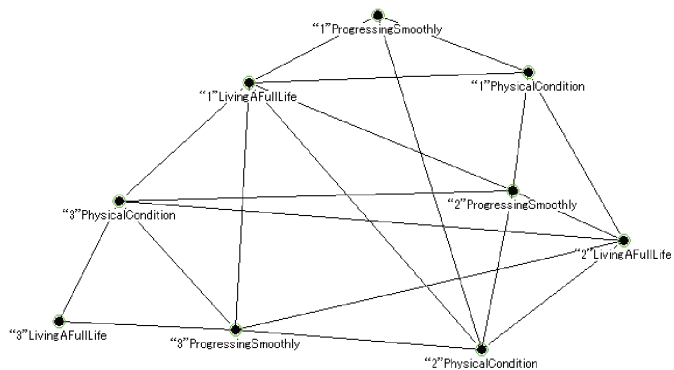 “1”ProgressingSmoothly
“1”PhysicalCondition
“1”LivingAFullLife
“2”ProgressingSmoothly
“3”PhysicalCondition
“2”LivingAFullLife
“3”LivingAFullLife
“3”ProgressingSmoothly
“2”PhysicalCondition